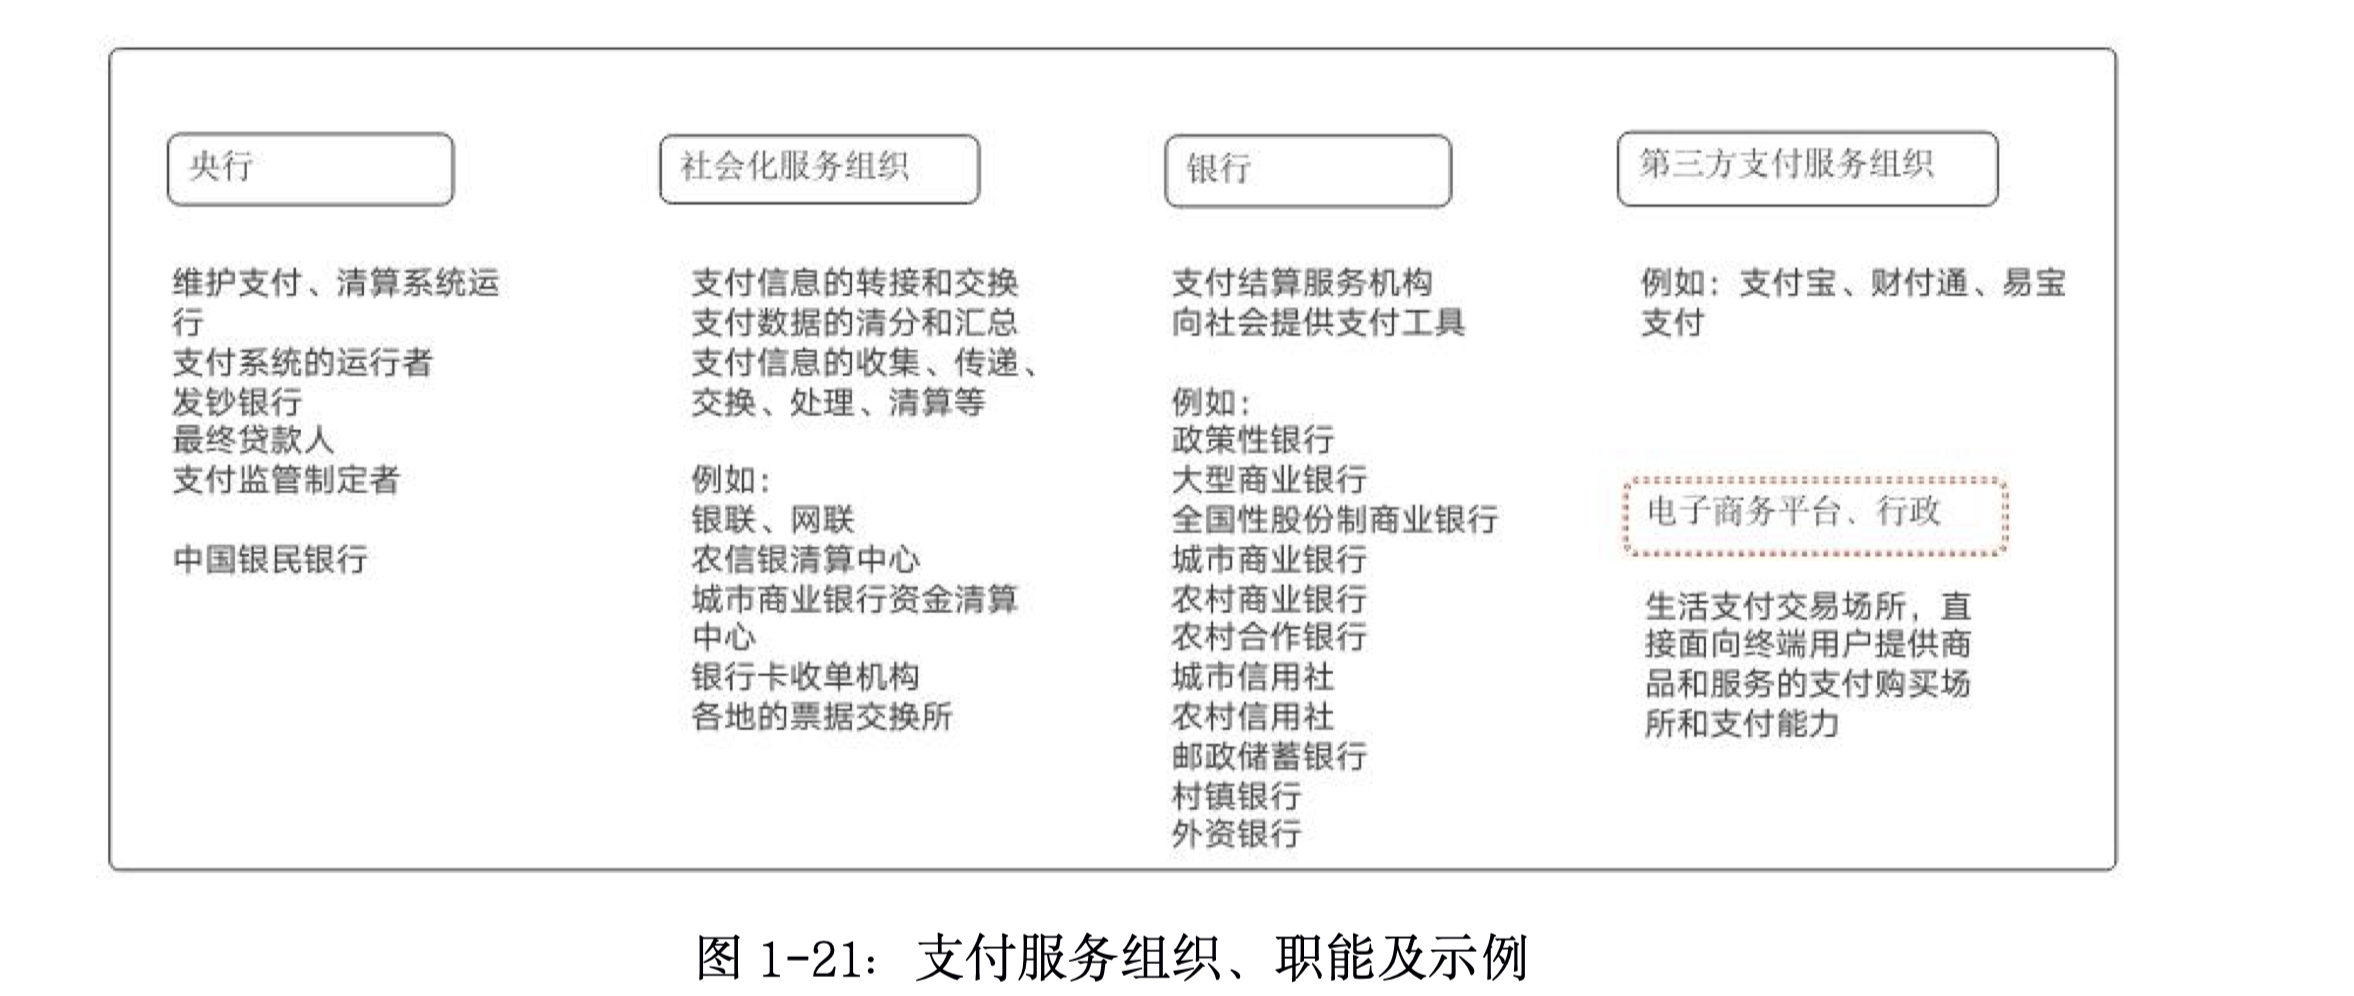 央行
维护支付、清算系统运
行
支付系统的运行者
发钞银行
最终贷款人
支付监管制定者
中国银民银行
社会化服务组织
支付信息的转接和交换
支付数据的清分和汇总
支付信息的收集、传递、
交换、处理、清算等
例如：
银联、网联
农信银清算中心
城市商业银行资金清算
中心
银行卡收单机构
各地的票据交换所
银行
支付结算服务机构
向社会提供支付工具
例如：
政策性银行
大型商业银行
全国性股份制商业银行
城市商业银行
农村商业银行
农村合作银行
城市信用社
农村信用社
邮政储蓄银行
村镇银行
外资银行
第三方支付服务组织
例如：支付宝、财付通、易宝
支付
电子商务平台、行政
生活支付交易场所，直
接面向终端用户提供商
品和服务的支付购买场
所和支付能力
图 1-21：支付服务组织、职能及示例